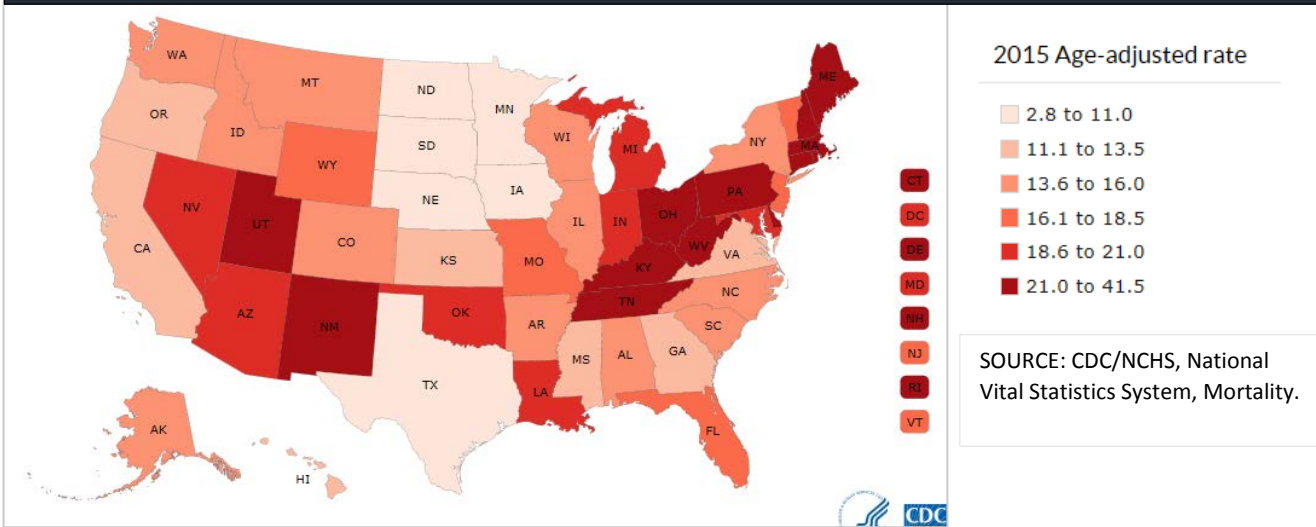 2015 Age-adjusted rate
2.8 to 11.0
11.1 to 13.5
13.6 to 16.0
16.1 to 18.5
18.6 to 21.0
21.0 to 41.5
SOURCE: CDC/NCHS, National
Vital Statistics System, Mortality.
WA
MT
ND
MN
OR
ID
WY
SD
WI
MI
NY
ME
MA
NV
UT
CO
NE
IA
IL
IN
OH
PA
WV
VA
CA
KS
MO
KY
AZ
NM
OK
AR
TN
NC
SC
TX
LA
MS
AL
GA
FL
AK
HI
CT
DC
DE
MD
NH
NJ
RI
VT
CDC